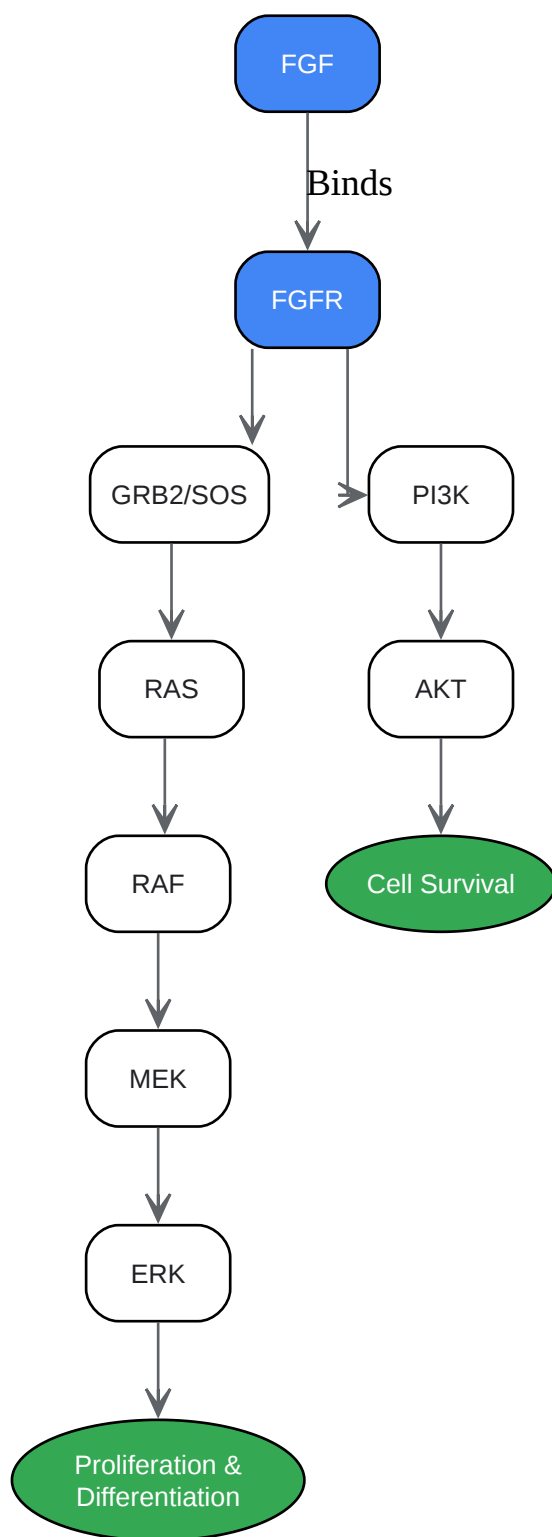 FGF
Binds
FGFR
GRB2/SOS
PI3K
RAS
AKT
RAF
Cell Survival
MEK
ERK
Proliferation &
Differentiation